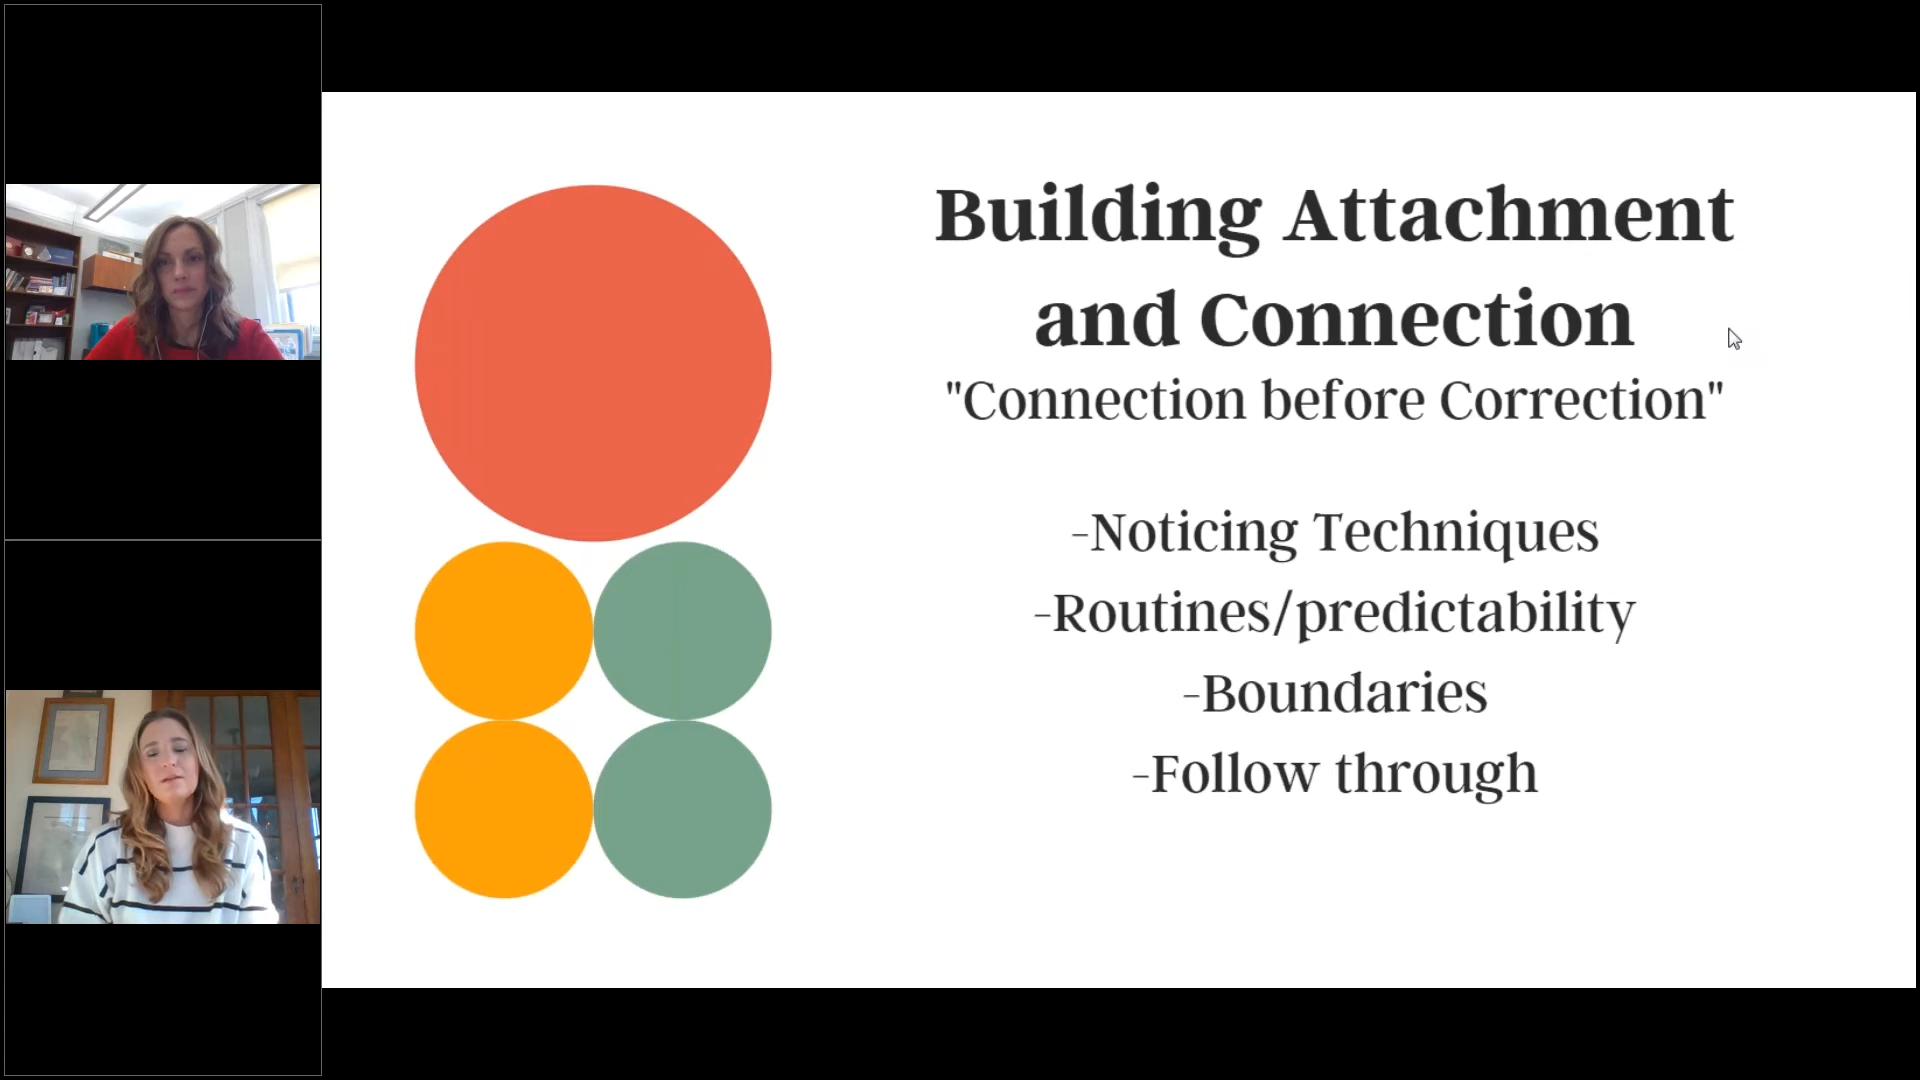 Building Attachment
and Connection
"Connection before Correction"
-Noticing Techniques
-Routines/predictability
-Boundaries
-Follow through